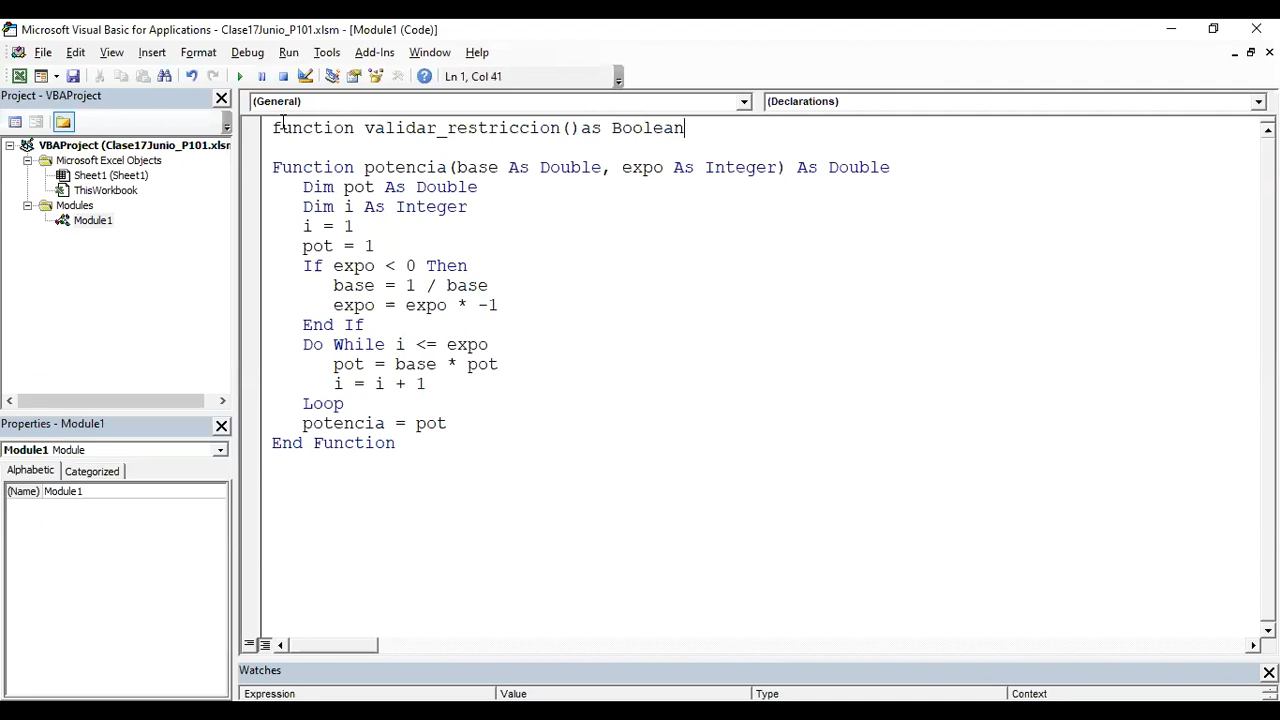 Microsoft Visual Basic for Applications - Clase17Junio_P101.xlsm - [Module1 (Code)]
File Edit View Insert Format Debug Run Tools Add-Ins Window Help
Ln 1, Col 41
Project - VBAProject
(General)
(Declarations)
VBAProject (Clase17Junio_P101.xlsm
Microsoft Excel Objects
Sheet1 (Sheet1)
ThisWorkbook
Modules
Module1
function validar_restriccion()as Boolean
Function potencia(base As Double, expo As Integer) As Double
Dim pot As Double
Dim i As Integer
i = 1
pot = 1
If expo < 0 Then
base = 1 / base
expo = expo * -1
End If
Do While i <= expo
pot = base * pot
i = i + 1
Loop
potencia = pot
End Function
Properties - Module1
Module1 Module
Alphabetic Categorized
(Name) Module1
Watches
Expression Value Type Context